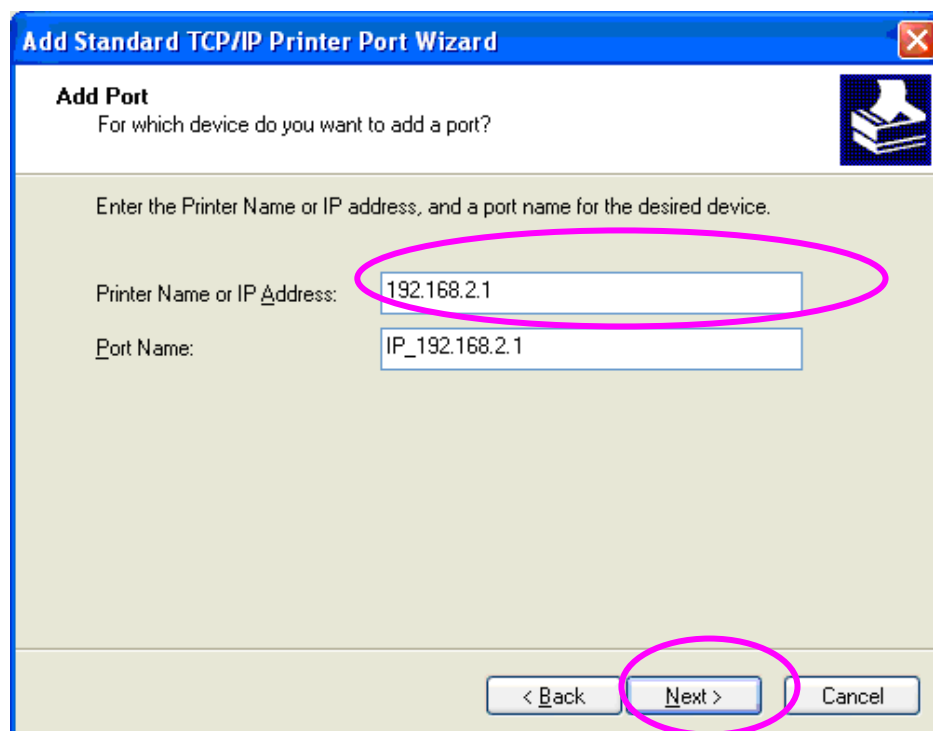 Add Standard TCP/IP Printer Port Wizard
Add Port
For which device do you want to add a port?
Enter the Printer Name or IP address, and a port name for the desired device.
Printer Name or IP Address: 192.168.2.1
Port Name: IP_192.168.2.1
< Back Next > Cancel